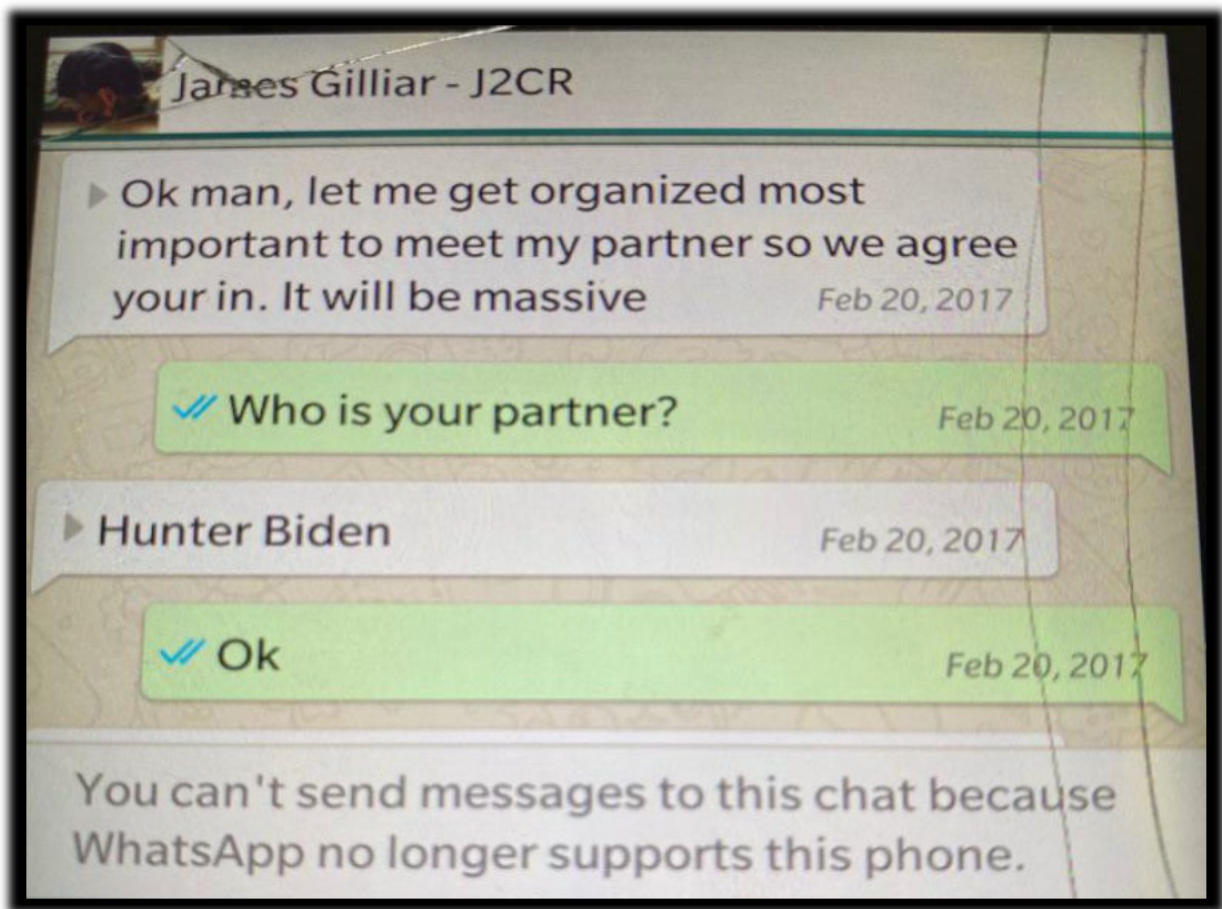 James Gilliar - J2CR
Ok man, let me get organized most
important to meet my partner so we agree
your in. It will be massive
Feb 20, 2017
Who is your partner?
Feb 20, 2017
Hunter Biden
Feb 20, 2017
Ok
Feb 20, 2017
You can't send messages to this chat because
WhatsApp no longer supports this phone.